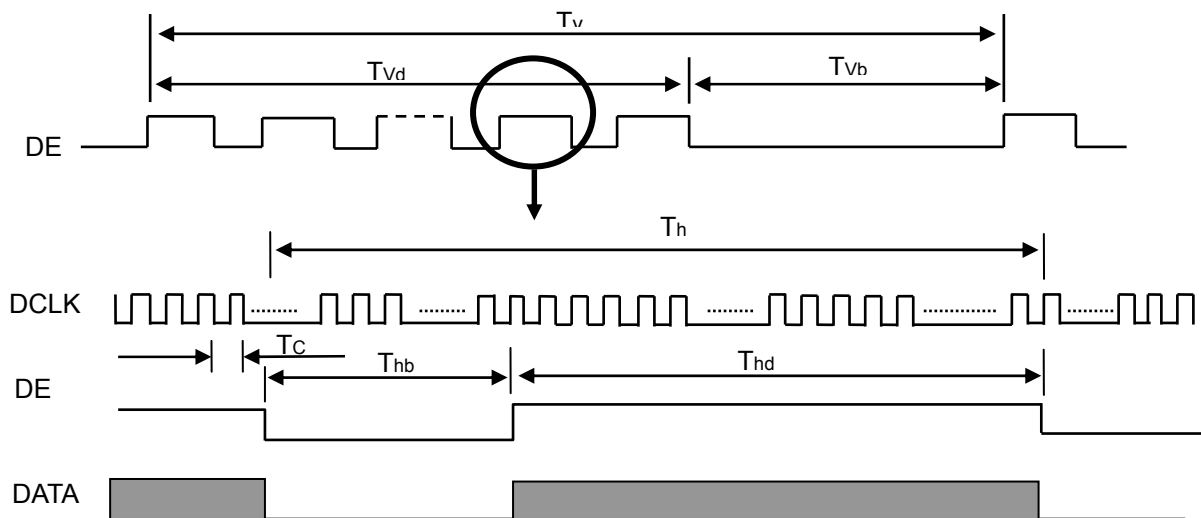 Tv
TVd
TVb
DE
Th
DCLK
TC
Thb
Thd
DE
DATA